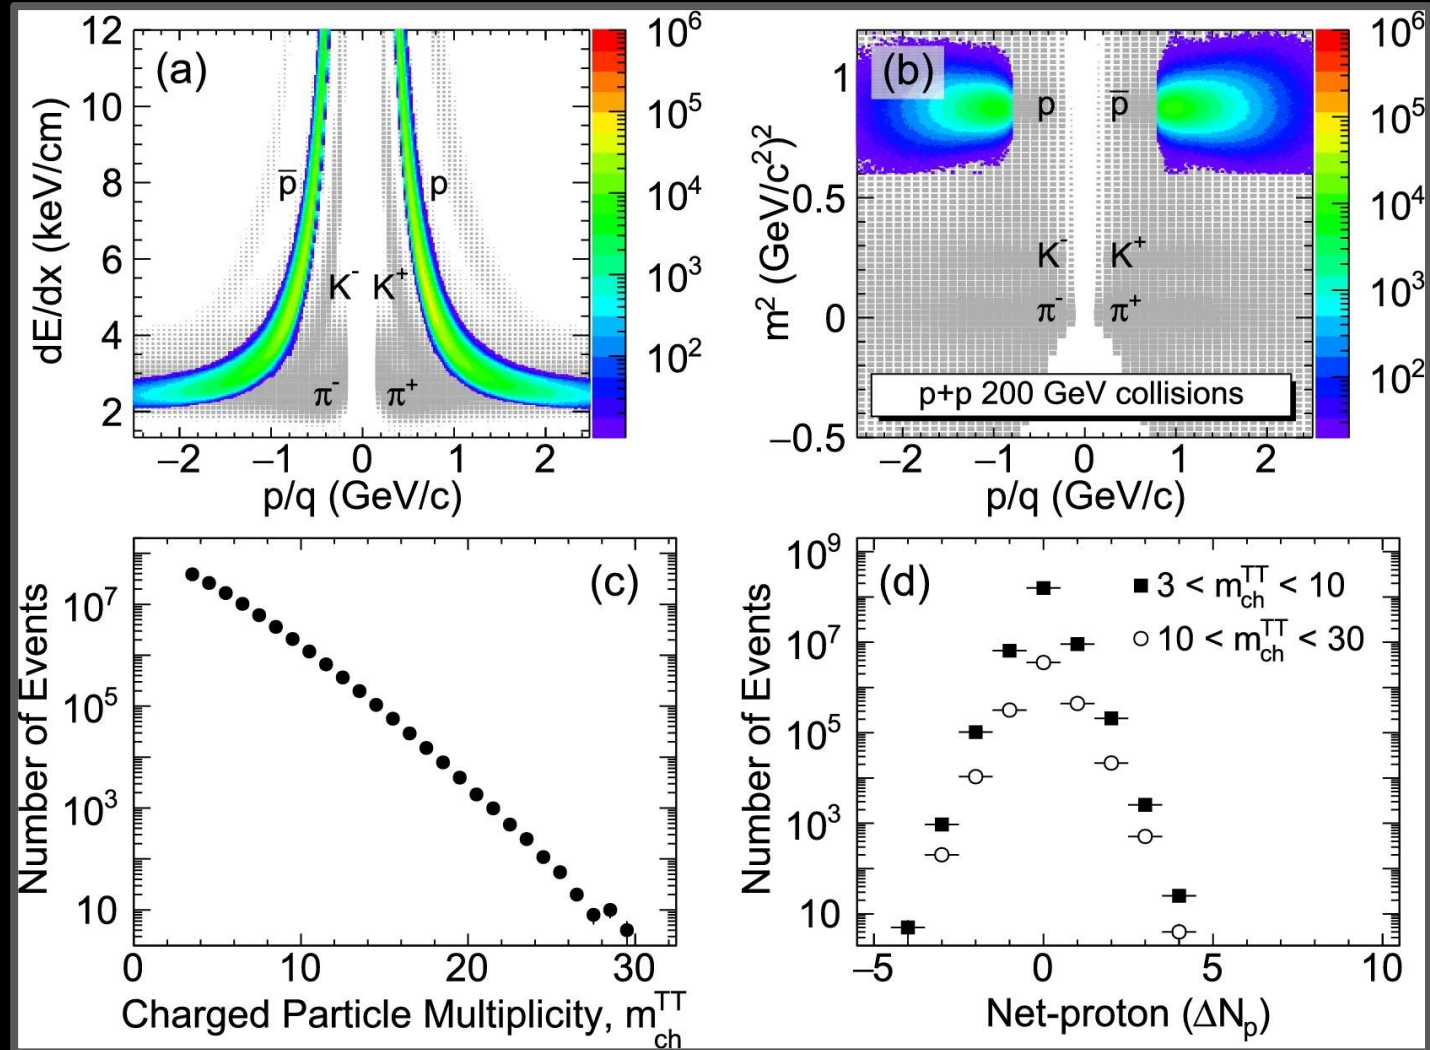 (a)
dE/dx (keV/cm)
12
10
8
6
4
2
p̄
p
K⁻ K⁺
π⁻ π⁺
−2 −1 0 1 2
p/q (GeV/c)
10⁶
10⁵
10⁴
10³
10²
(b)
m² (GeV/c²)²
1
0.5
0
−0.5
p p̄
K⁻ K⁺
π⁻ π⁺
p+p 200 GeV collisions
−2 −1 0 1 2
p/q (GeV/c)
10⁶
10⁵
10⁴
10³
10²
(c)
Number of Events
10⁷
10⁵
10³
10
0 10 20 30
Charged Particle Multiplicity, m_ch^TT
(d)
Number of Events
10⁹
10⁷
10⁵
10³
10
3 < m_ch^TT < 10
10 < m_ch^TT < 30
−5 0 5 10
Net-proton (ΔNₚ)